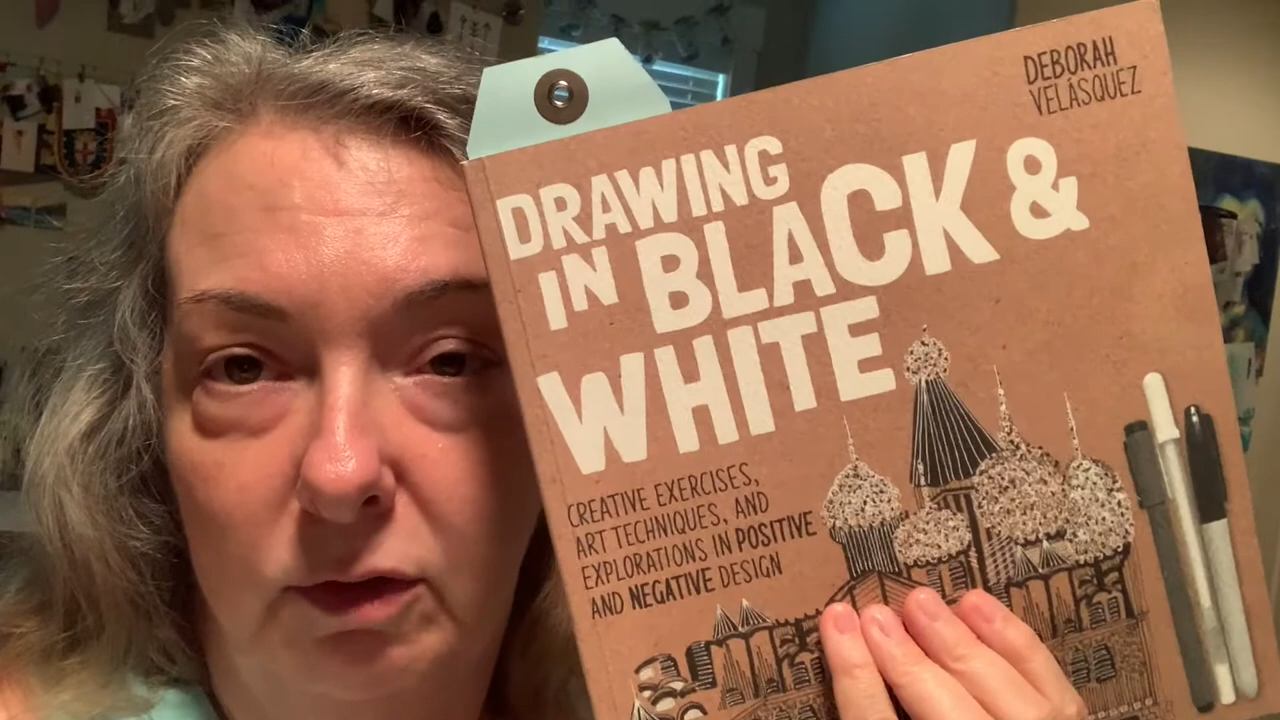 DEBORAH
VELÁSQUEZ
DRAWING
IN BLACK &
WHITE
CREATIVE EXERCISES,
ART TECHNIQUES, AND
EXPLORATIONS IN POSITIVE
AND NEGATIVE DESIGN